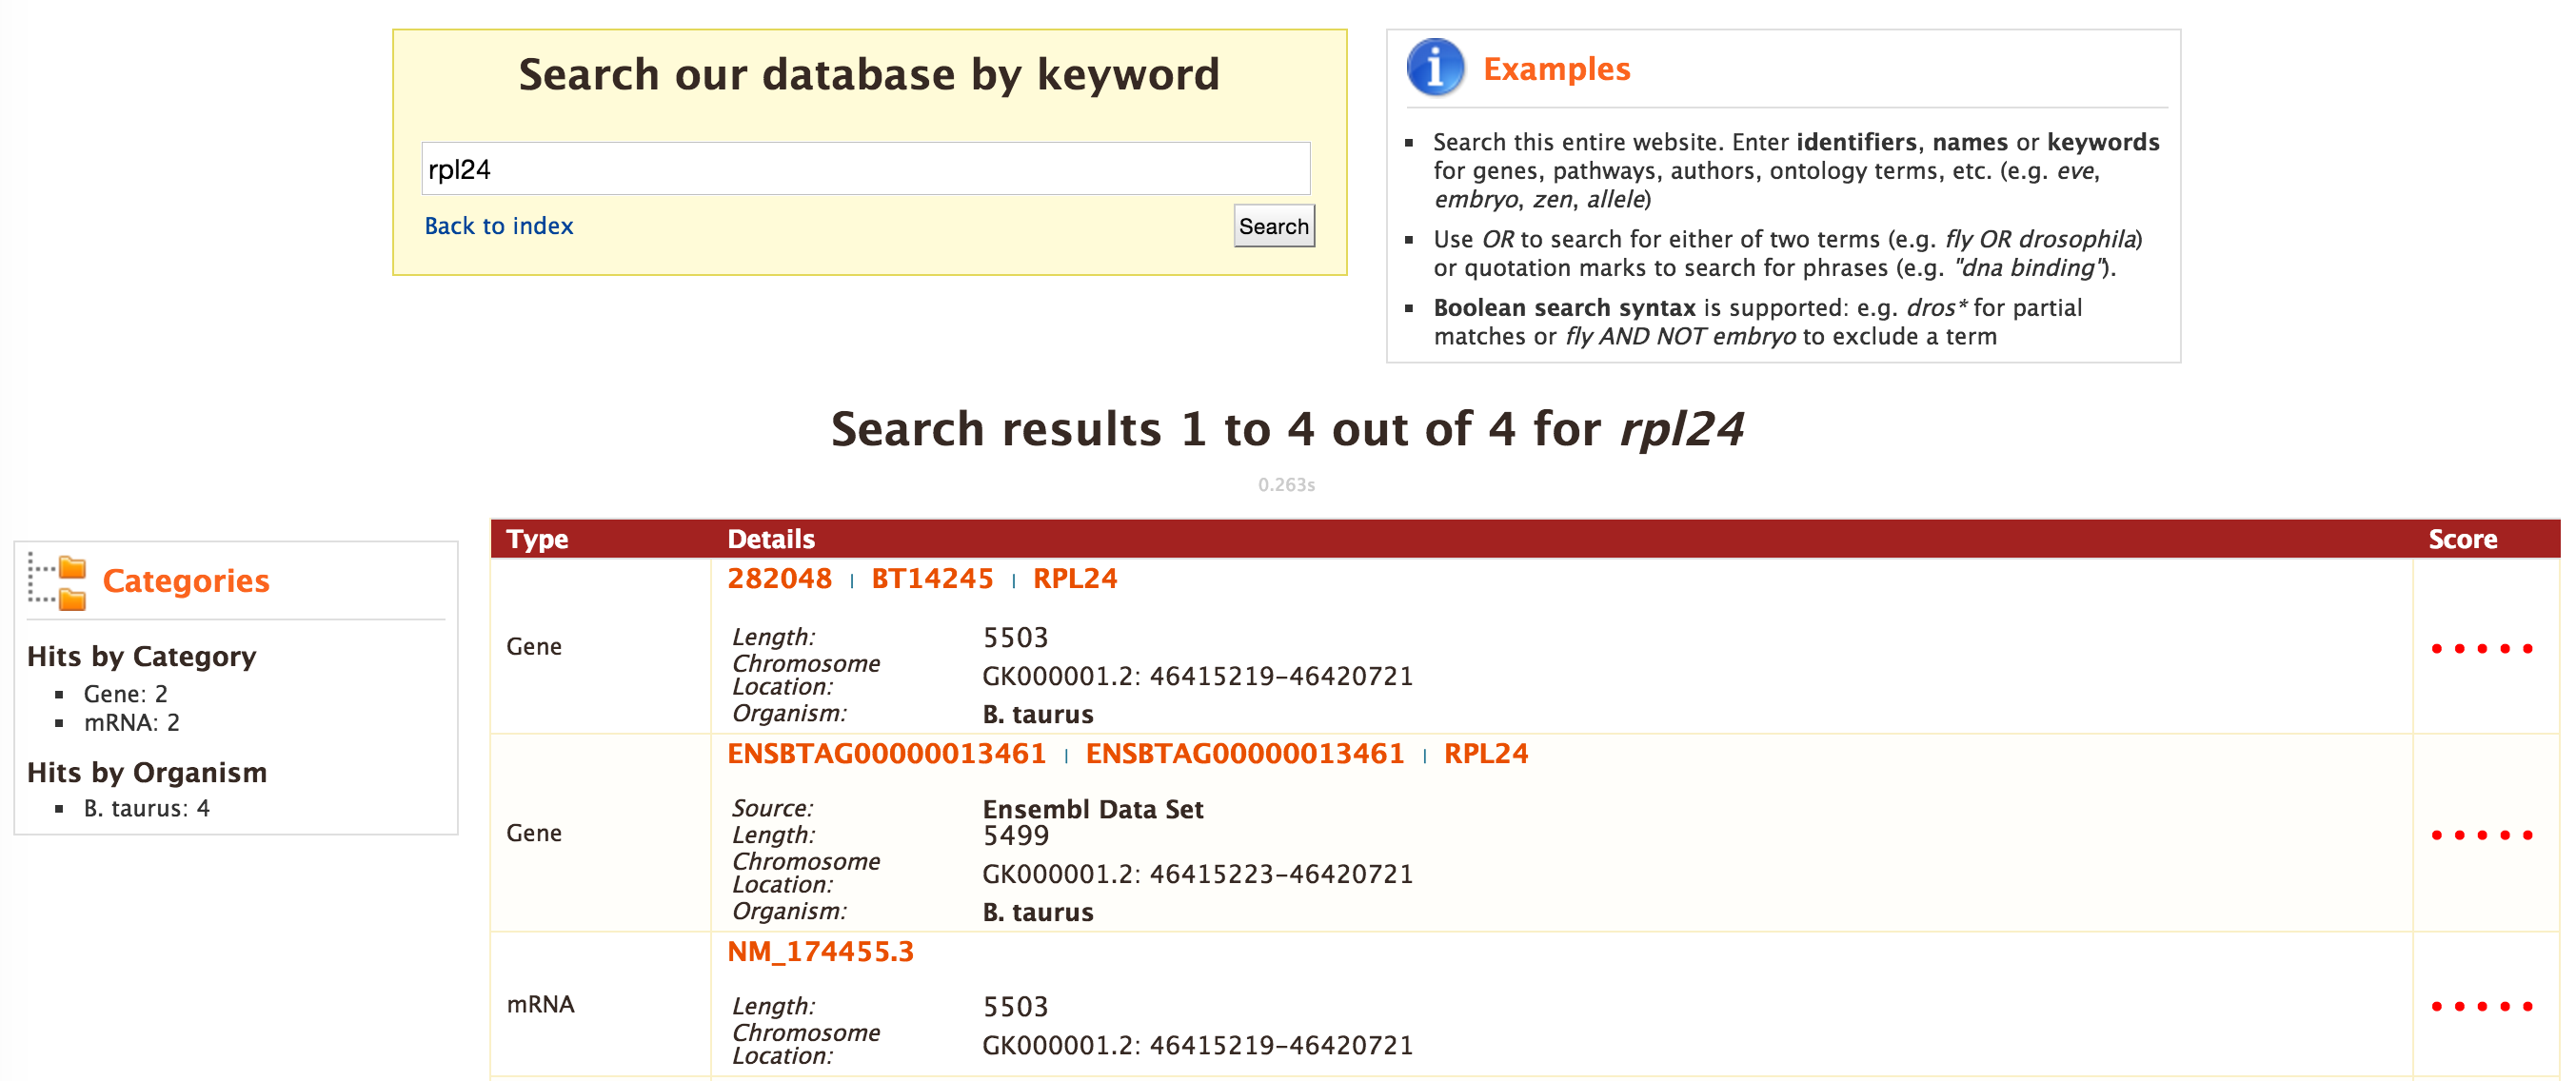 Search our database by keyword
rpl24
Back to index
Search
Examples
Search this entire website. Enter identifiers, names or keywords
for genes, pathways, authors, ontology terms, etc. (e.g. eve,
embryo, zen, allele)
Use OR to search for either of two terms (e.g. fly OR drosophila)
or quotation marks to search for phrases (e.g. "dna binding").
Boolean search syntax is supported: e.g. dros* for partial
matches or fly AND NOT embryo to exclude a term
Search results 1 to 4 out of 4 for rpl24
0.263s
Categories
Hits by Category
Gene: 2
mRNA: 2
Hits by Organism
B. taurus: 4
Type Details Score
282048 | BT14245 | RPL24
Gene
Length: 5503
Chromosome
Location: GK000001.2: 46415219-46420721
Organism: B. taurus
ENSBTAG00000013461 | ENSBTAG00000013461 | RPL24
Gene
Source: Ensembl Data Set
Length: 5499
Chromosome
Location: GK000001.2: 46415223-46420721
Organism: B. taurus
NM_174455.3
mRNA
Length: 5503
Chromosome
Location: GK000001.2: 46415219-46420721